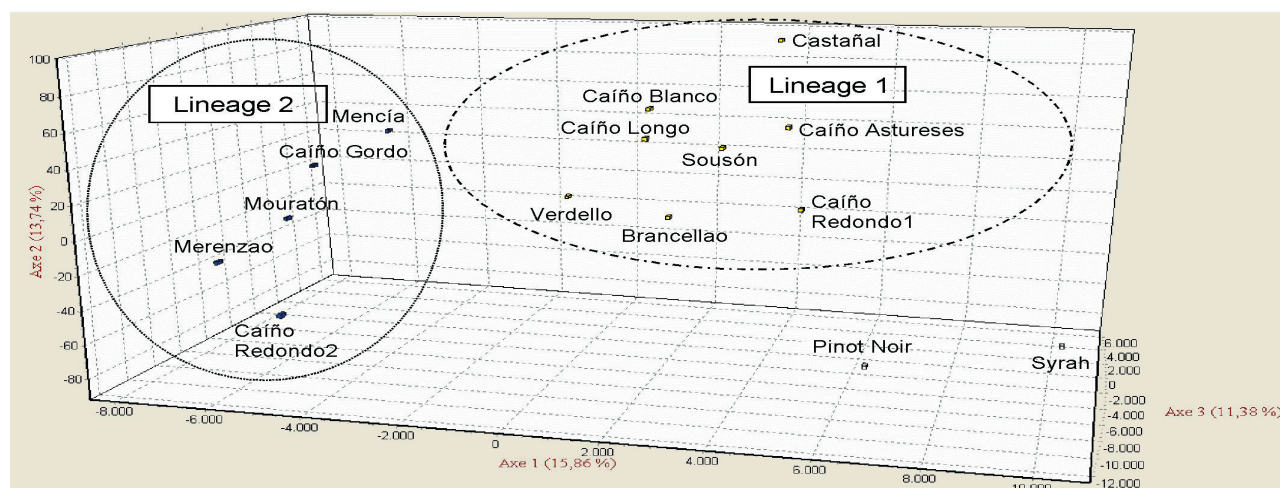 Castañal
Lineage 1
Lineage 2
Caíño Blanco
Mencía
Caíño Longo
Caíño Astureses
Caíño Gordo
Sousón
Mouratón
Verdello
Caíño
Redondo1
Brancellao
Merenzao
Caíño
Redondo2
Pinot Noir
Syrah
100
80
60
40
20
0
-20
-40
-60
-80
Axe 2 (13,74 %)
-8.000
-6.000
-4.000
-2.000
0
2.000
4.000
6.000
8.000
10.000
Axe 1 (15,86 %)
6.000
4.000
2.000
0
-2.000
-4.000
-6.000
-8.000
-10.000
-12.000
Axe 3 (11,38 %)